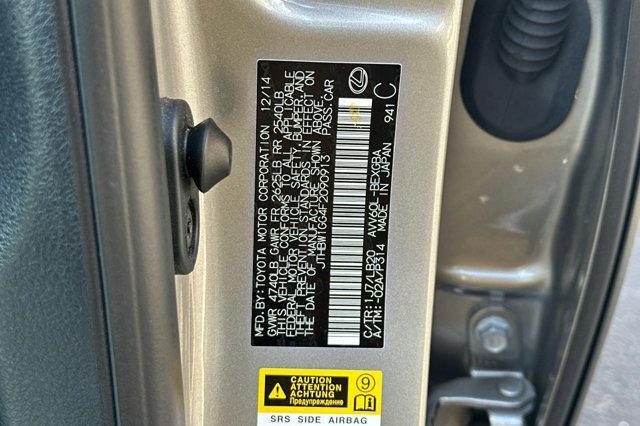 MFD.BY:TOYOTA MOTOR CORPORATION 12/14
GVWR 4740LB GAWR FR 2625LB RR 2540LB
THIS VEHICLE CONFORMS TO ALL APPLICABLE
FEDERAL MOTOR VEHICLE SAFETY,BUMPER,AND
THEFT PREVENTION STANDARDS IN EFFECT ON
THE DATE OF MANUFACTURE SHOWN ABOVE.
JTHBW1GG4F2090913 PASS.CAR
C/TR:1J7/LB20 AVV60L-BEXGBA
A/TM:-02A/P314 MADE IN JAPAN
941 C
CAUTION
ATTENTION
ACHTUNG
Предупреждение
9
SRS SIDE AIRBAG